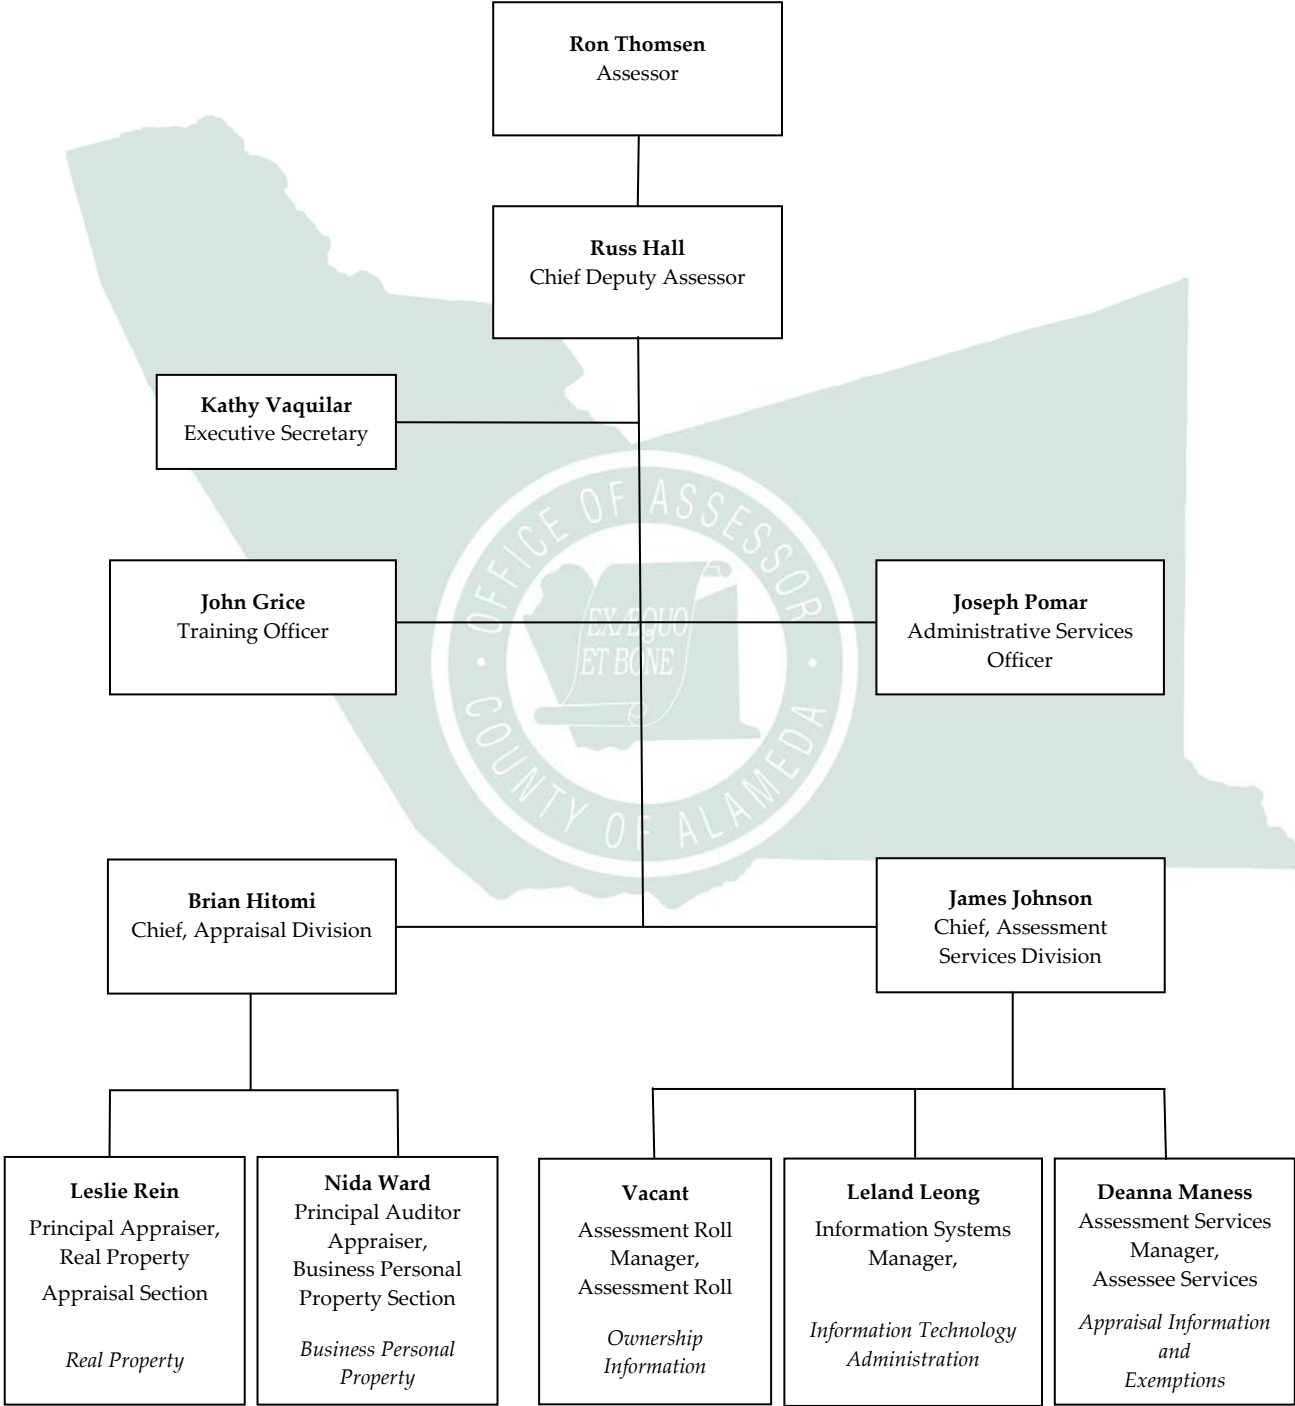 Ron Thomsen
Assessor
Russ Hall
Chief Deputy Assessor
Kathy Vaquilar
Executive Secretary
OFFICE OF ASSESSOR
COUNTY OF ALAMEDA
EX ÆQUO
ET BONE
John Grice
Training Officer
Joseph Pomar
Administrative Services
Officer
Brian Hitomi
Chief, Appraisal Division
James Johnson
Chief, Assessment
Services Division
Leslie Rein
Principal Appraiser,
Real Property
Appraisal Section
Real Property
Nida Ward
Principal Auditor
Appraiser,
Business Personal
Property Section
Business Personal
Property
Vacant
Assessment Roll
Manager,
Assessment Roll
Ownership
Information
Leland Leong
Information Systems
Manager,
Information Technology
Administration
Deanna Maness
Assessment Services
Manager,
Assessee Services
Appraisal Information
and
Exemptions